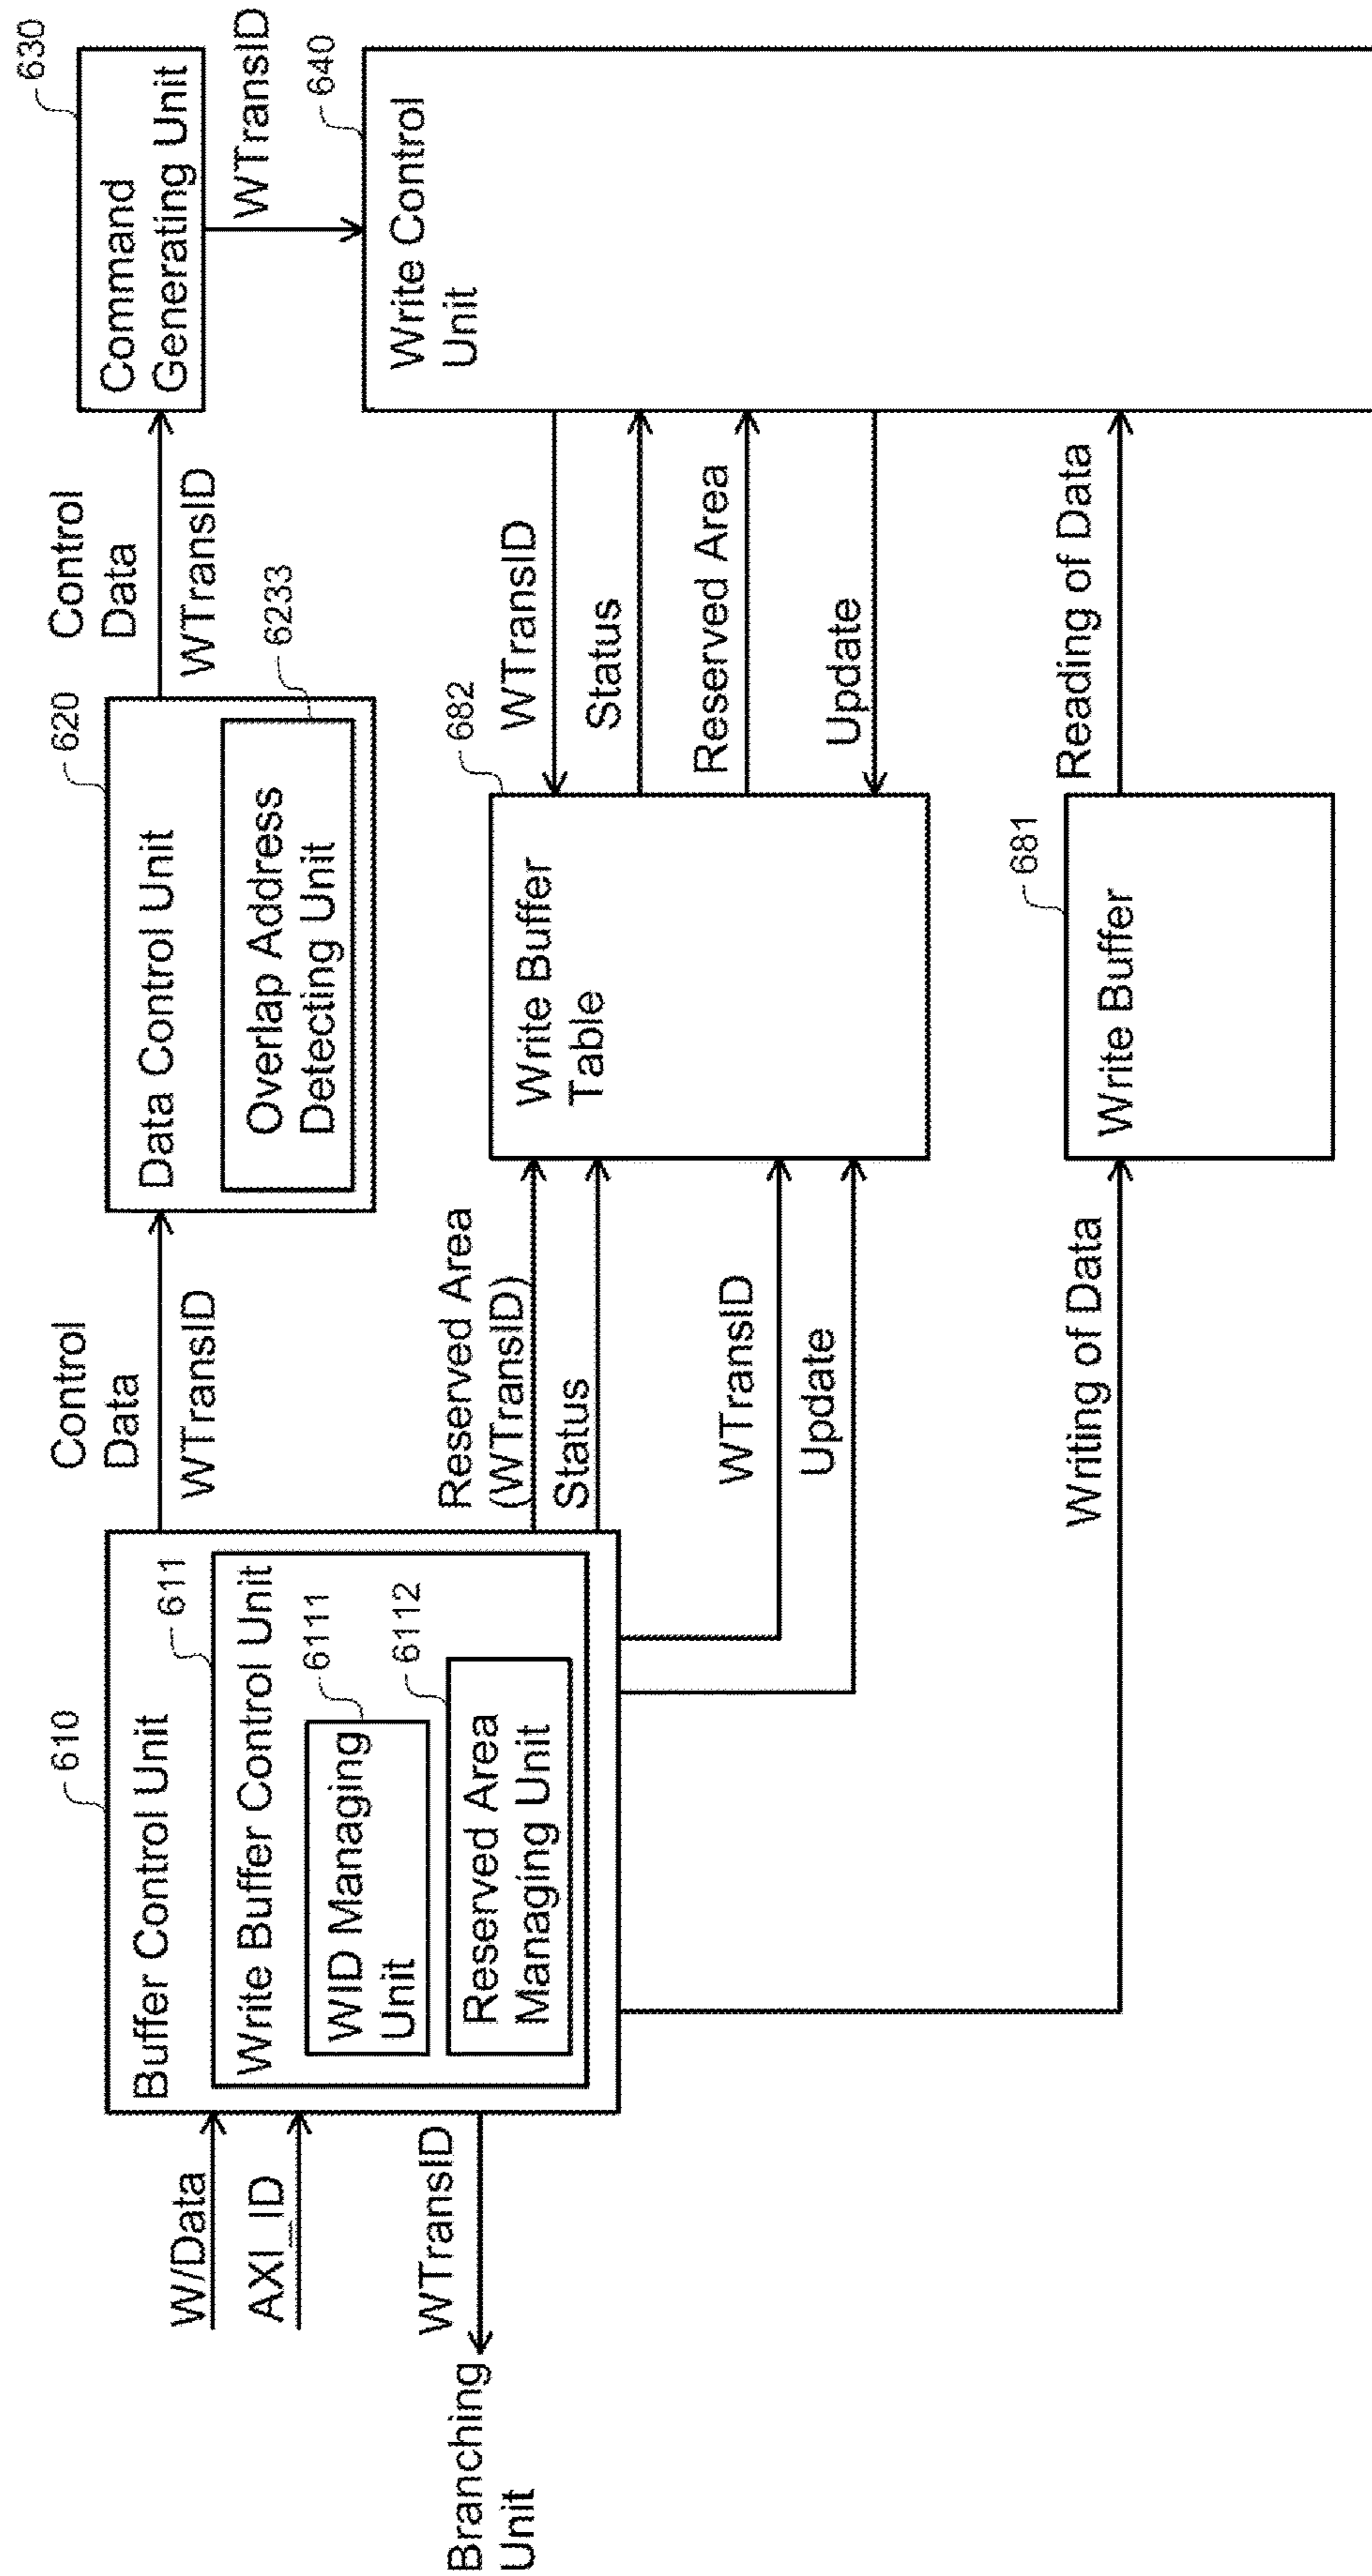 W/Data
AXI_ID
WTransID
Branching
Unit
610
Buffer Control Unit
611
Write Buffer Control Unit
6111
WID Managing
Unit
6112
Reserved Area
Managing Unit
Control
Data
WTransID
Reserved Area
(WTransID)
Status
WTransID
Update
Writing of Data
620
Data Control Unit
6233
Overlap Address
Detecting Unit
682
Write Buffer
Table
681
Write Buffer
Control
Data
WTransID
WTransID
Status
Reserved Area
Update
Reading of Data
630
Command
Generating Unit
WTransID
640
Write Control
Unit